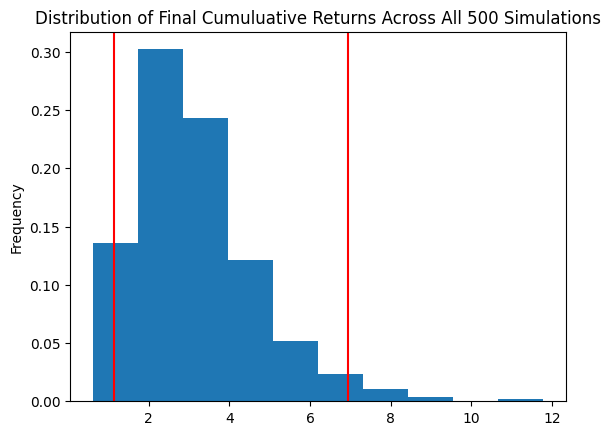 Distribution of Final Cumuluative Returns Across All 500 Simulations
Frequency
0.30
0.25
0.20
0.15
0.10
0.05
0.00
2 4 6 8 10 12